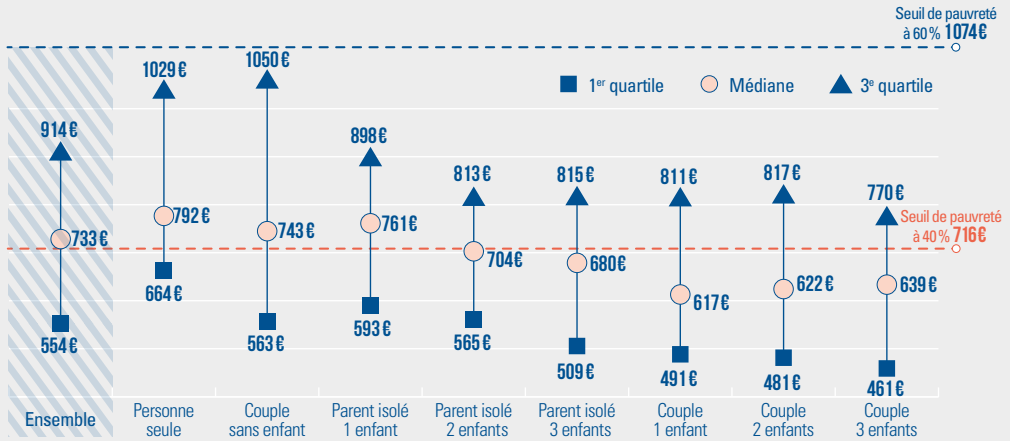 Seuil de pauvreté
à 60 % 1074 €
1er quartile
Médiane
3e quartile
914 €
733 €
554 €
1029 €
792 €
664 €
1050 €
743 €
563 €
898 €
761 €
593 €
813 €
704 €
565 €
815 €
680 €
509 €
811 €
617 €
491 €
817 €
622 €
481 €
770 €
639 €
461 €
Seuil de pauvreté
à 40 % 716 €
Ensemble
Personne
seule
Couple
sans enfant
Parent isolé
1 enfant
Parent isolé
2 enfants
Parent isolé
3 enfants
Couple
1 enfant
Couple
2 enfants
Couple
3 enfants